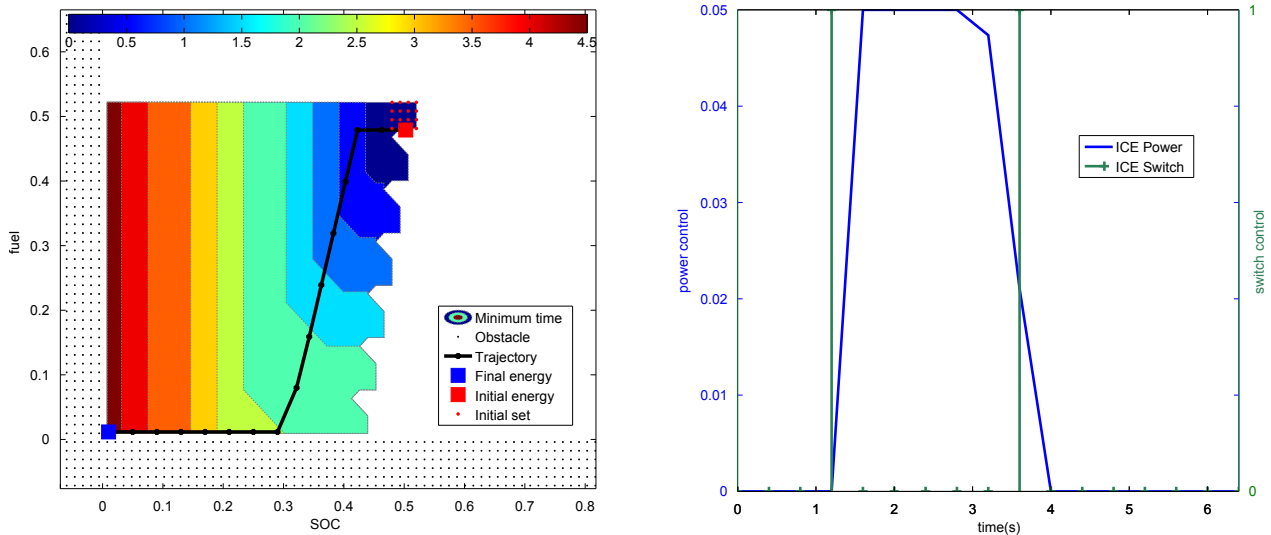 0 0.5 1 1.5 2 2.5 3 3.5 4 4.5
0.6
0.5
0.4
0.3
0.2
0.1
0
fuel
0 0.1 0.2 0.3 0.4 0.5 0.6 0.7 0.8
SOC
Minimum time
Obstacle
Trajectory
Final energy
Initial energy
Initial set
0.05
0.04
0.03
0.02
0.01
0
power control
0 1 2 3 4 5 6
time(s)
1
0
switch control
ICE Power
ICE Switch